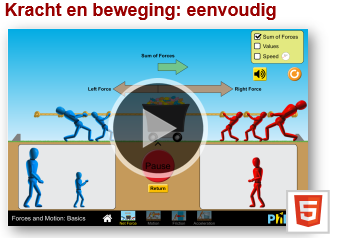 Kracht en beweging: eenvoudig
Sum of Forces
Values
Speed
Sum of Forces
Left Force
Right Force
Pause
Return
Forces and Motion: Basics
Net Force
Motion
Friction
Acceleration
PhET
5